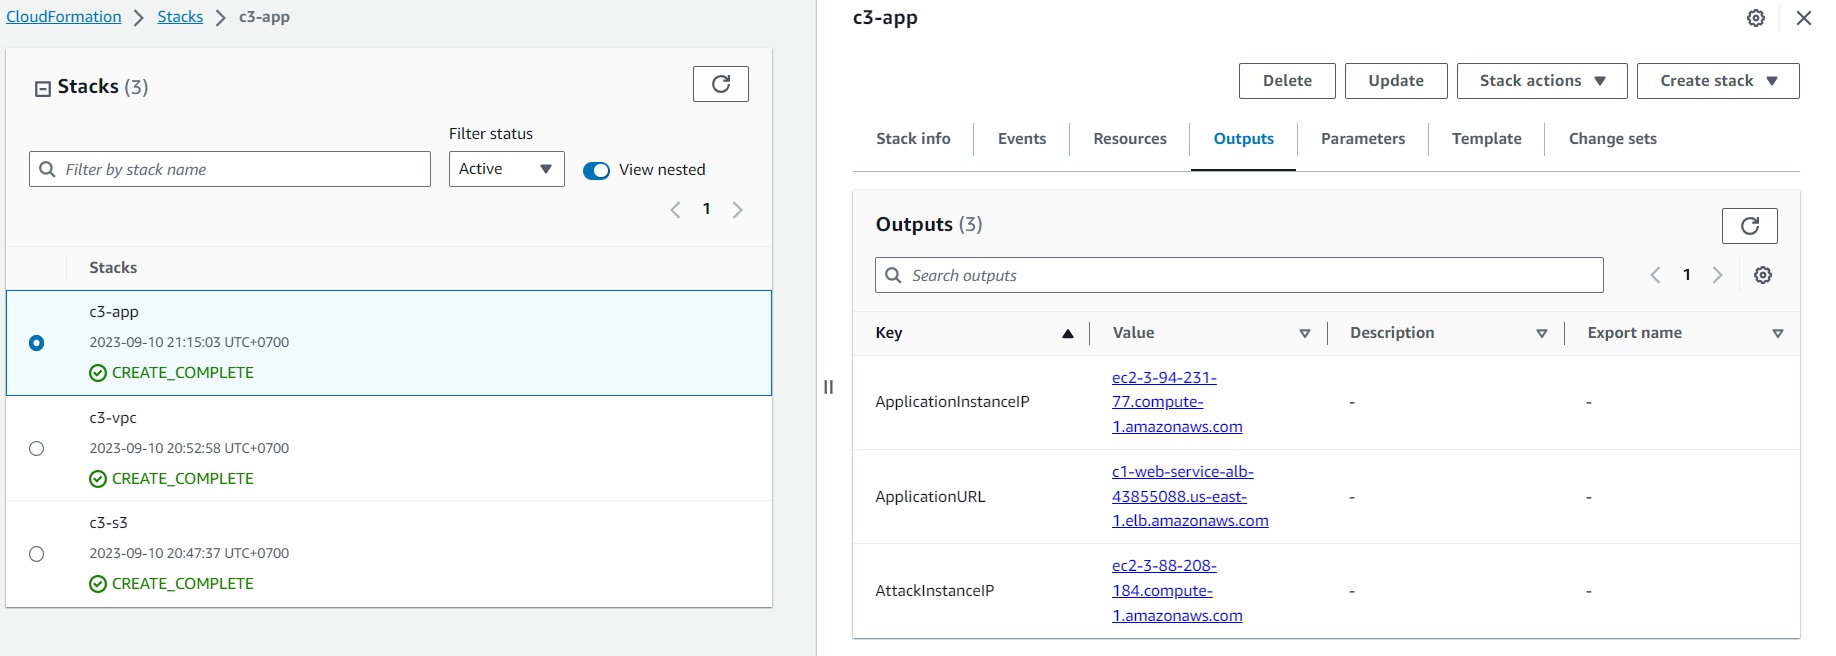 CloudFormation > Stacks > c3-app
Stacks (3)
Filter by stack name
Filter status
Active
View nested
1
Stacks
c3-app
2023-09-10 21:15:03 UTC+0700
CREATE_COMPLETE
c3-vpc
2023-09-10 20:52:58 UTC+0700
CREATE_COMPLETE
c3-s3
2023-09-10 20:47:37 UTC+0700
CREATE_COMPLETE
c3-app
Delete Update Stack actions Create stack
Stack info Events Resources Outputs Parameters Template Change sets
Outputs (3)
Search outputs
1
Key Value Description Export name
ApplicationInstanceIP
ec2-3-94-231-
77.compute-
1.amazonaws.com
- -
ApplicationURL
c1-web-service-alb-
43855088.us-east-
1.elb.amazonaws.com
- -
AttackInstanceIP
ec2-3-88-208-
184.compute-
1.amazonaws.com
- -